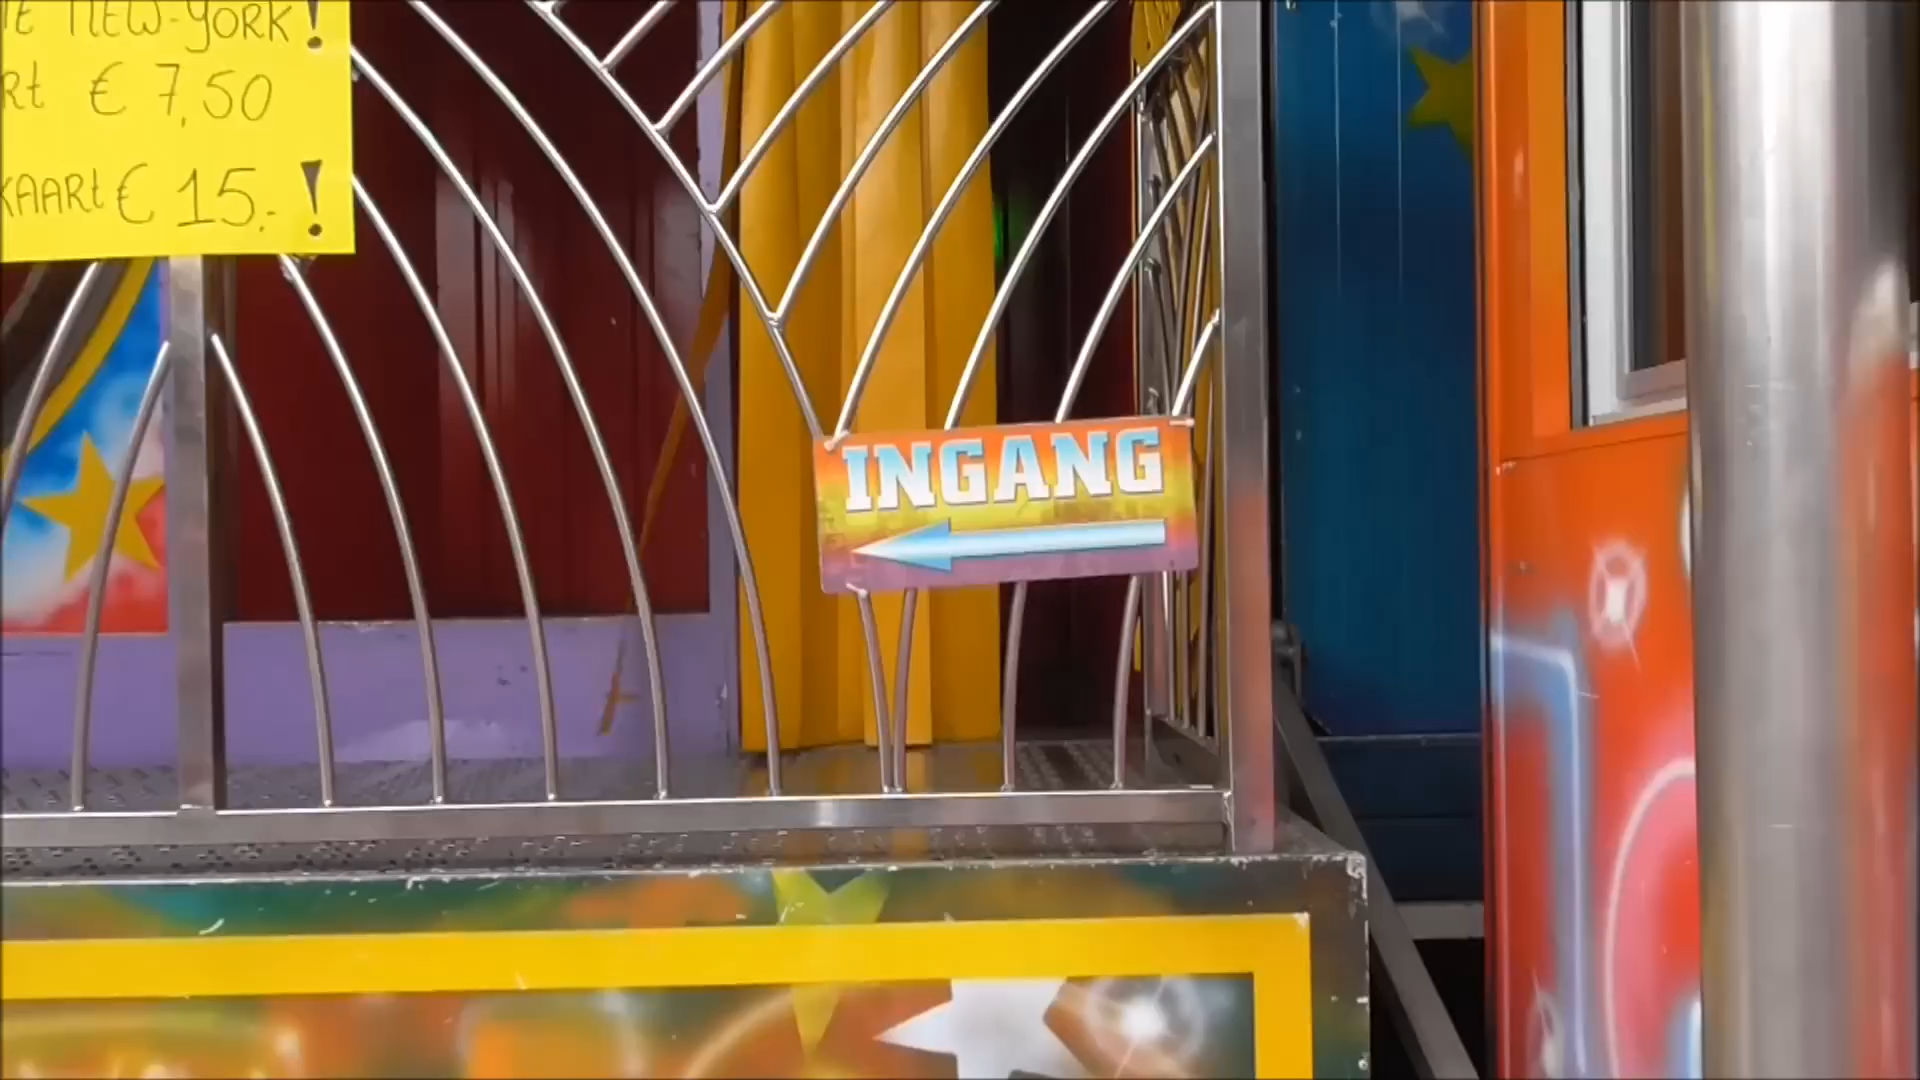 NEW-YORK!
€ 7,50
KAART € 15.- !
INGANG